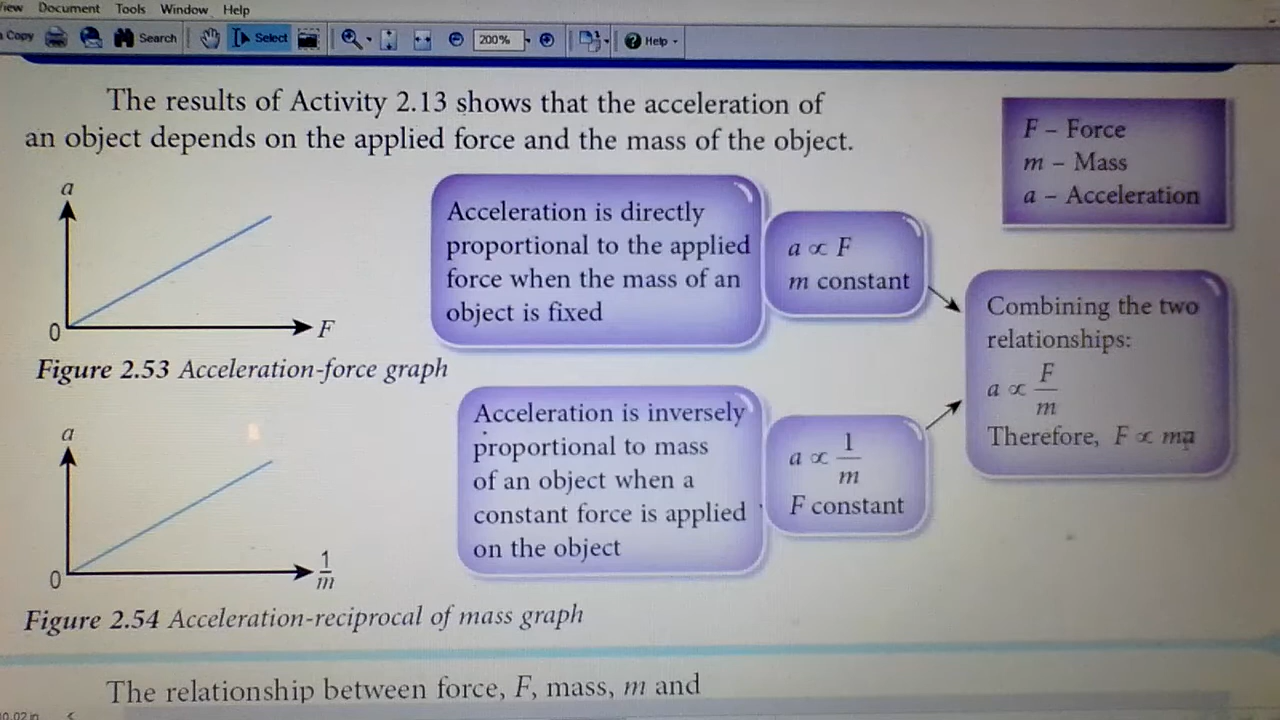 View Document Tools Window Help
Copy Search Select 200% Help
The results of Activity 2.13 shows that the acceleration of
an object depends on the applied force and the mass of the object.
F – Force
m – Mass
a – Acceleration
a
0
F
Figure 2.53 Acceleration-force graph
Acceleration is directly
proportional to the applied
force when the mass of an
object is fixed
a ∝ F
m constant
Combining the two
relationships:
a ∝ F/m
Therefore, F ∝ ma
a
0
1/m
Figure 2.54 Acceleration-reciprocal of mass graph
Acceleration is inversely
proportional to mass
of an object when a
constant force is applied
on the object
a ∝ 1/m
F constant
The relationship between force, F, mass, m and